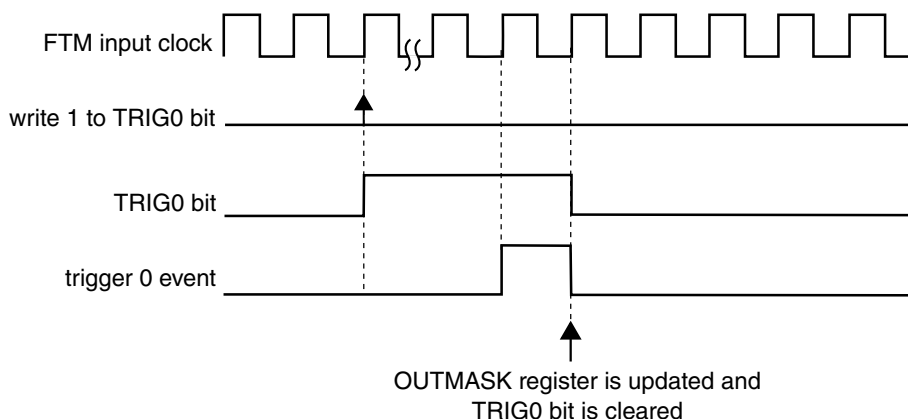 FTM input clock
write 1 to TRIG0 bit
TRIG0 bit
trigger 0 event
OUTMASK register is updated and
TRIG0 bit is cleared